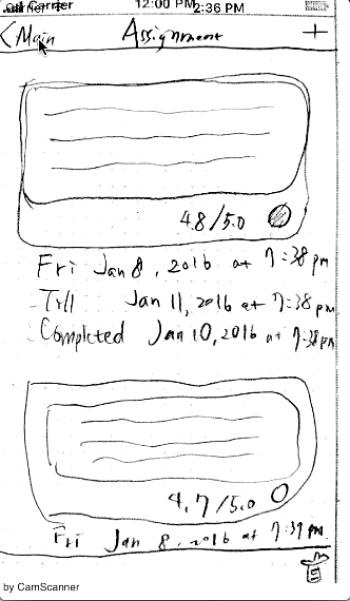 Carrier 12:00 PM 2:36 PM
< Main Assignment +
4.8/5.0
Fri Jan 8, 2016 at 7:38 pm
Till Jan 11, 2016 at 7:38 pm
Completed Jan 10, 2016 at 7:38 pm
4.7/5.0
Fri Jan 8, 2016 at 7:39 PM
by CamScanner